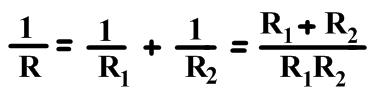 1/R = 1/R₁ + 1/R₂ = R₁ + R₂/R₁R₂